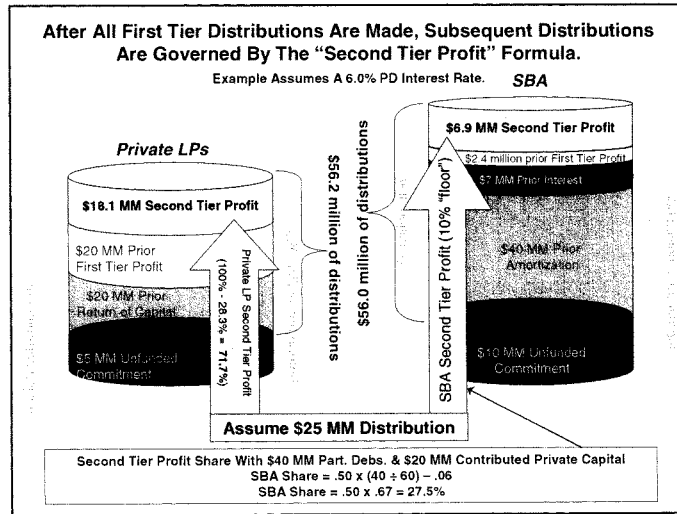 After All First Tier Distributions Are Made, Subsequent Distributions
Are Governed By The “Second Tier Profit” Formula.
Example Assumes A 6.0% PD Interest Rate.
SBA
Private LPs
$18.1 MM Second Tier Profit
$20 MM Prior
First Tier Profit
$20 MM Prior
Return of Capital
$5 MM Unfunded
Commitment
Private LP Second Tier Profit
(100% - 28.3% = 71.7%)
$56.2 million of distributions
$56.0 million of distributions
SBA Second Tier Profit (10% “floor”)
$6.9 MM Second Tier Profit
$2.4 million prior First Tier Profit
$7 MM Prior Interest
$40 MM Prior
Amortization
$10 MM Unfunded
Commitment
Assume $25 MM Distribution
Second Tier Profit Share With $40 MM Part. Debs. & $20 MM Contributed Private Capital
SBA Share = .50 x (40 ÷ 60) – .06
SBA Share = .50 x .67 = 27.5%